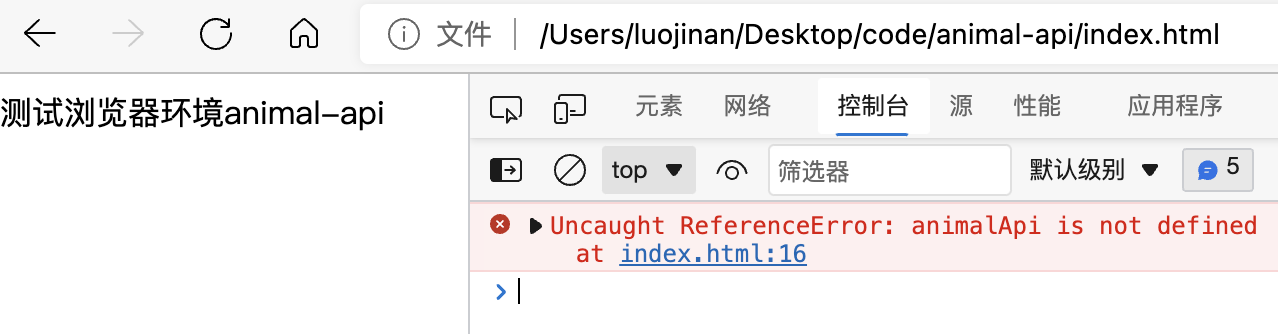 文件 | /Users/luojinan/Desktop/code/animal-api/index.html
测试浏览器环境animal-api
元素 网络 控制台 源 性能 应用程序
top 筛选器 默认级别 5
Uncaught ReferenceError: animalApi is not defined
at index.html:16